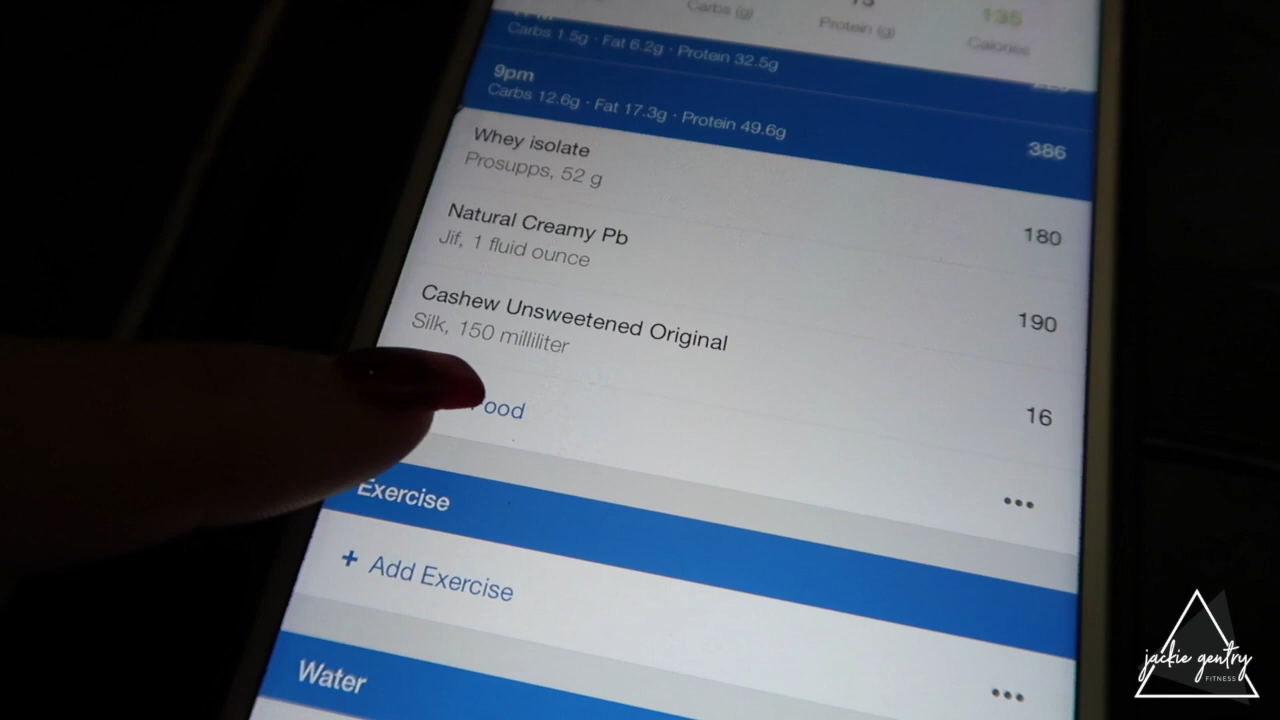 Carbs (g)
Protein (g)
135
Calories
Carbs 1.5g · Fat 6.2g · Protein 32.5g
9pm
Carbs 12.6g · Fat 17.3g · Protein 49.6g
386
Whey isolate
Prosupps, 52 g
180
Natural Creamy Pb
Jif, 1 fluid ounce
190
Cashew Unsweetened Original
Silk, 150 milliliter
16
Exercise
+ Add Exercise
Water
jackie gentry
FITNESS